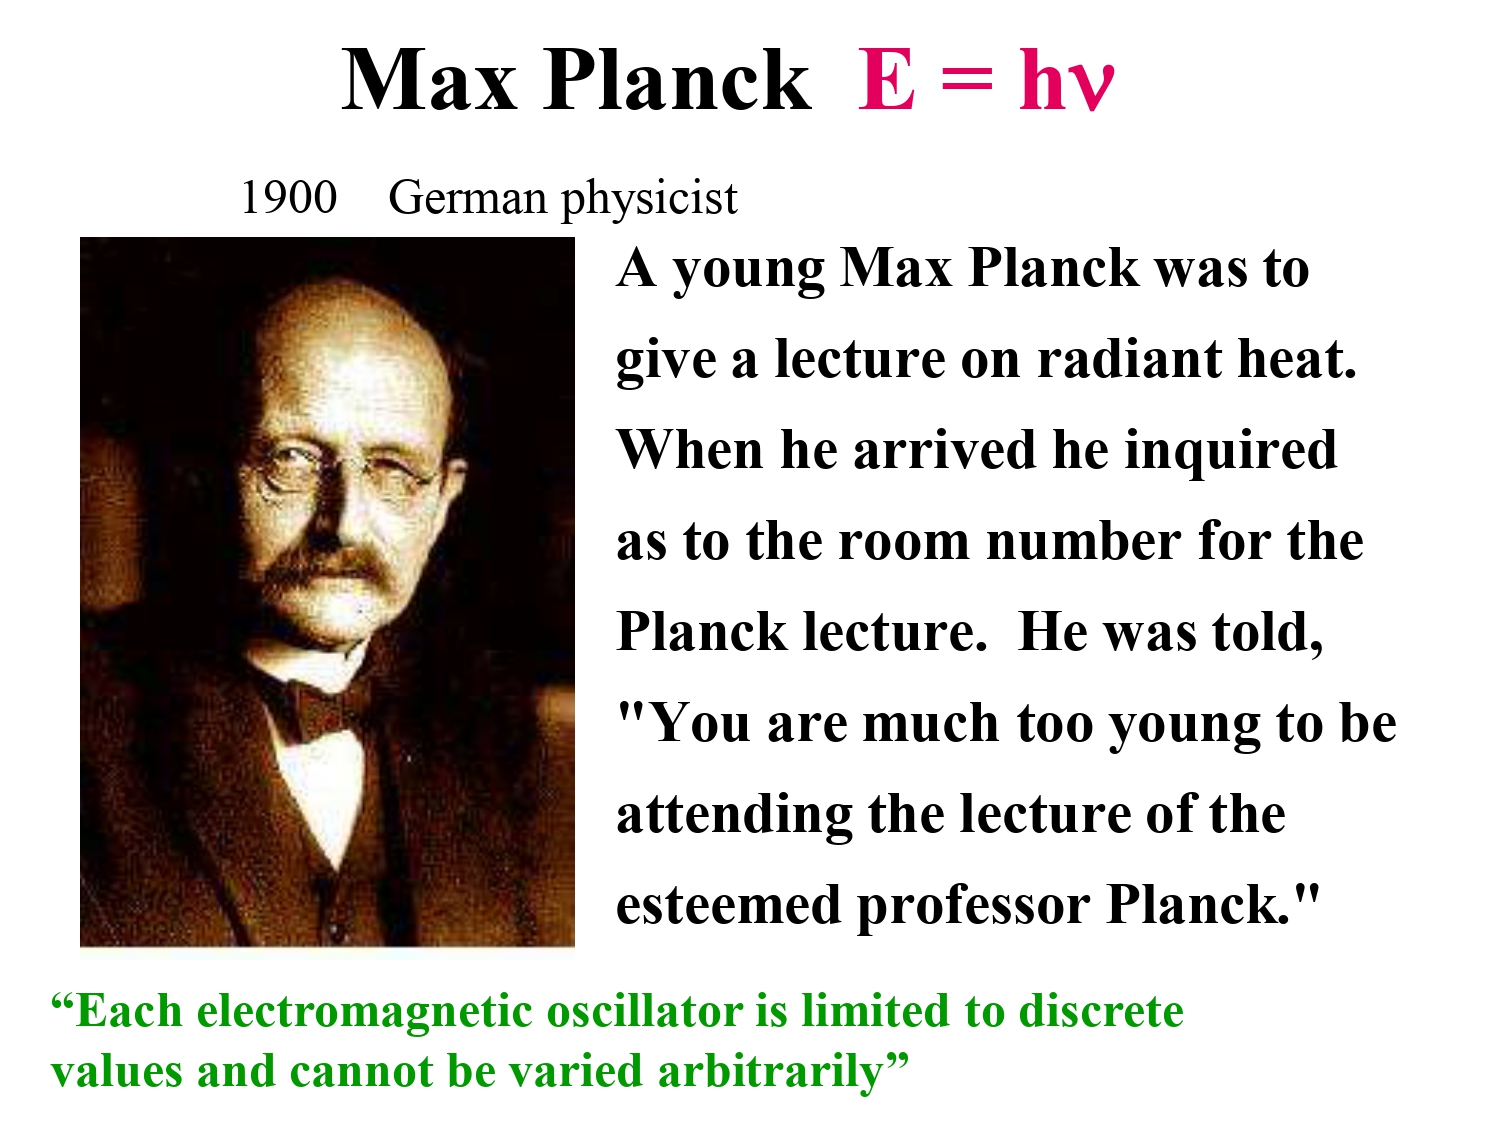 Max Planck  E = hν
1900    German physicist
A young Max Planck was to
give a lecture on radiant heat.
When he arrived he inquired
as to the room number for the
Planck lecture.  He was told,
"You are much too young to be
attending the lecture of the
esteemed professor Planck."
“Each electromagnetic oscillator is limited to discrete
values and cannot be varied arbitrarily”